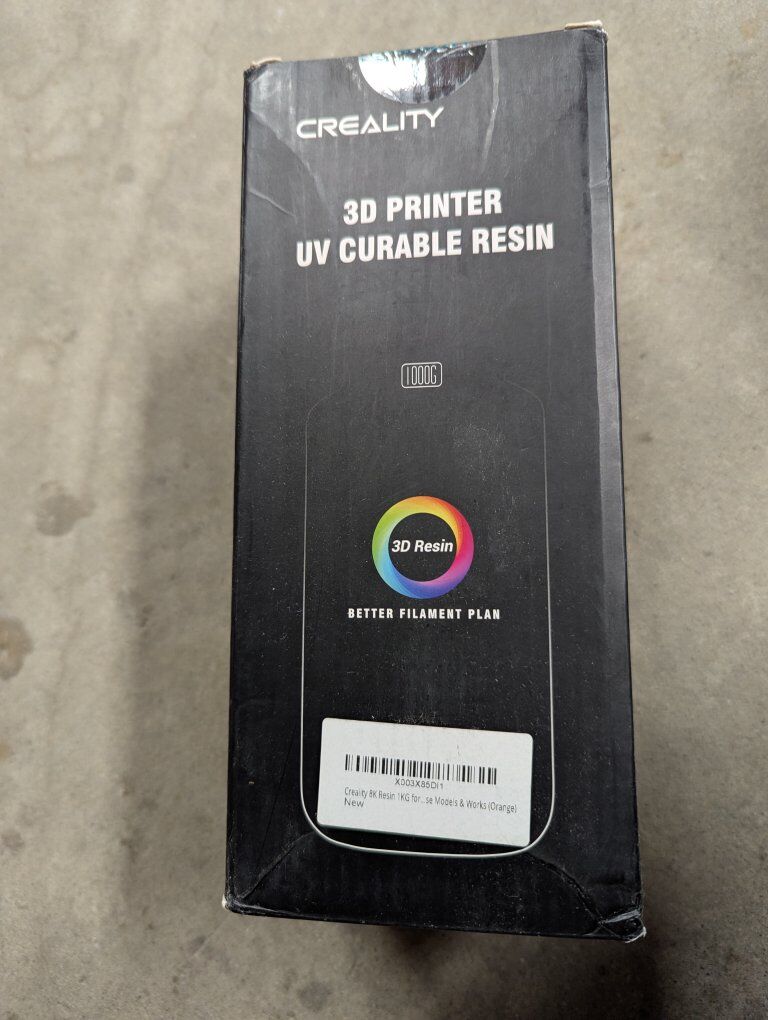 CREALITY
3D PRINTER
UV CURABLE RESIN
1000G
3D Resin
BETTER FILAMENT PLAN
X003X85DI1
Creality 8K Resin 1KG for...se Models & Works (Orange)
New